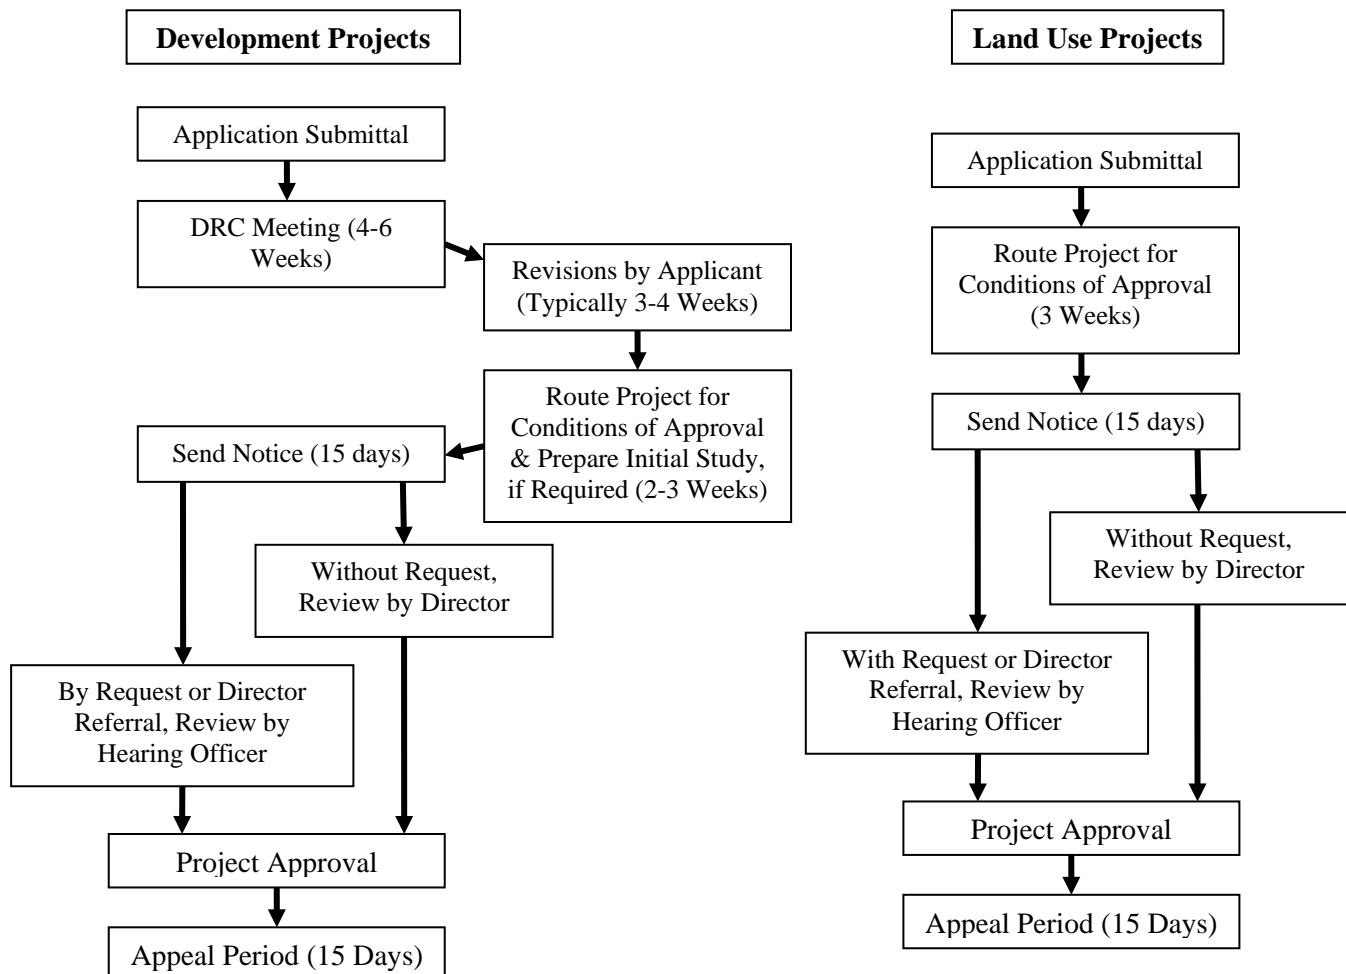 Development Projects
Application Submittal
DRC Meeting (4-6
Weeks)
Revisions by Applicant
(Typically 3-4 Weeks)
Route Project for
Conditions of Approval
& Prepare Initial Study,
if Required (2-3 Weeks)
Send Notice (15 days)
Without Request,
Review by Director
By Request or Director
Referral, Review by
Hearing Officer
Project Approval
Appeal Period (15 Days)
Land Use Projects
Application Submittal
Route Project for
Conditions of Approval
(3 Weeks)
Send Notice (15 days)
Without Request,
Review by Director
With Request or Director
Referral, Review by
Hearing Officer
Project Approval
Appeal Period (15 Days)